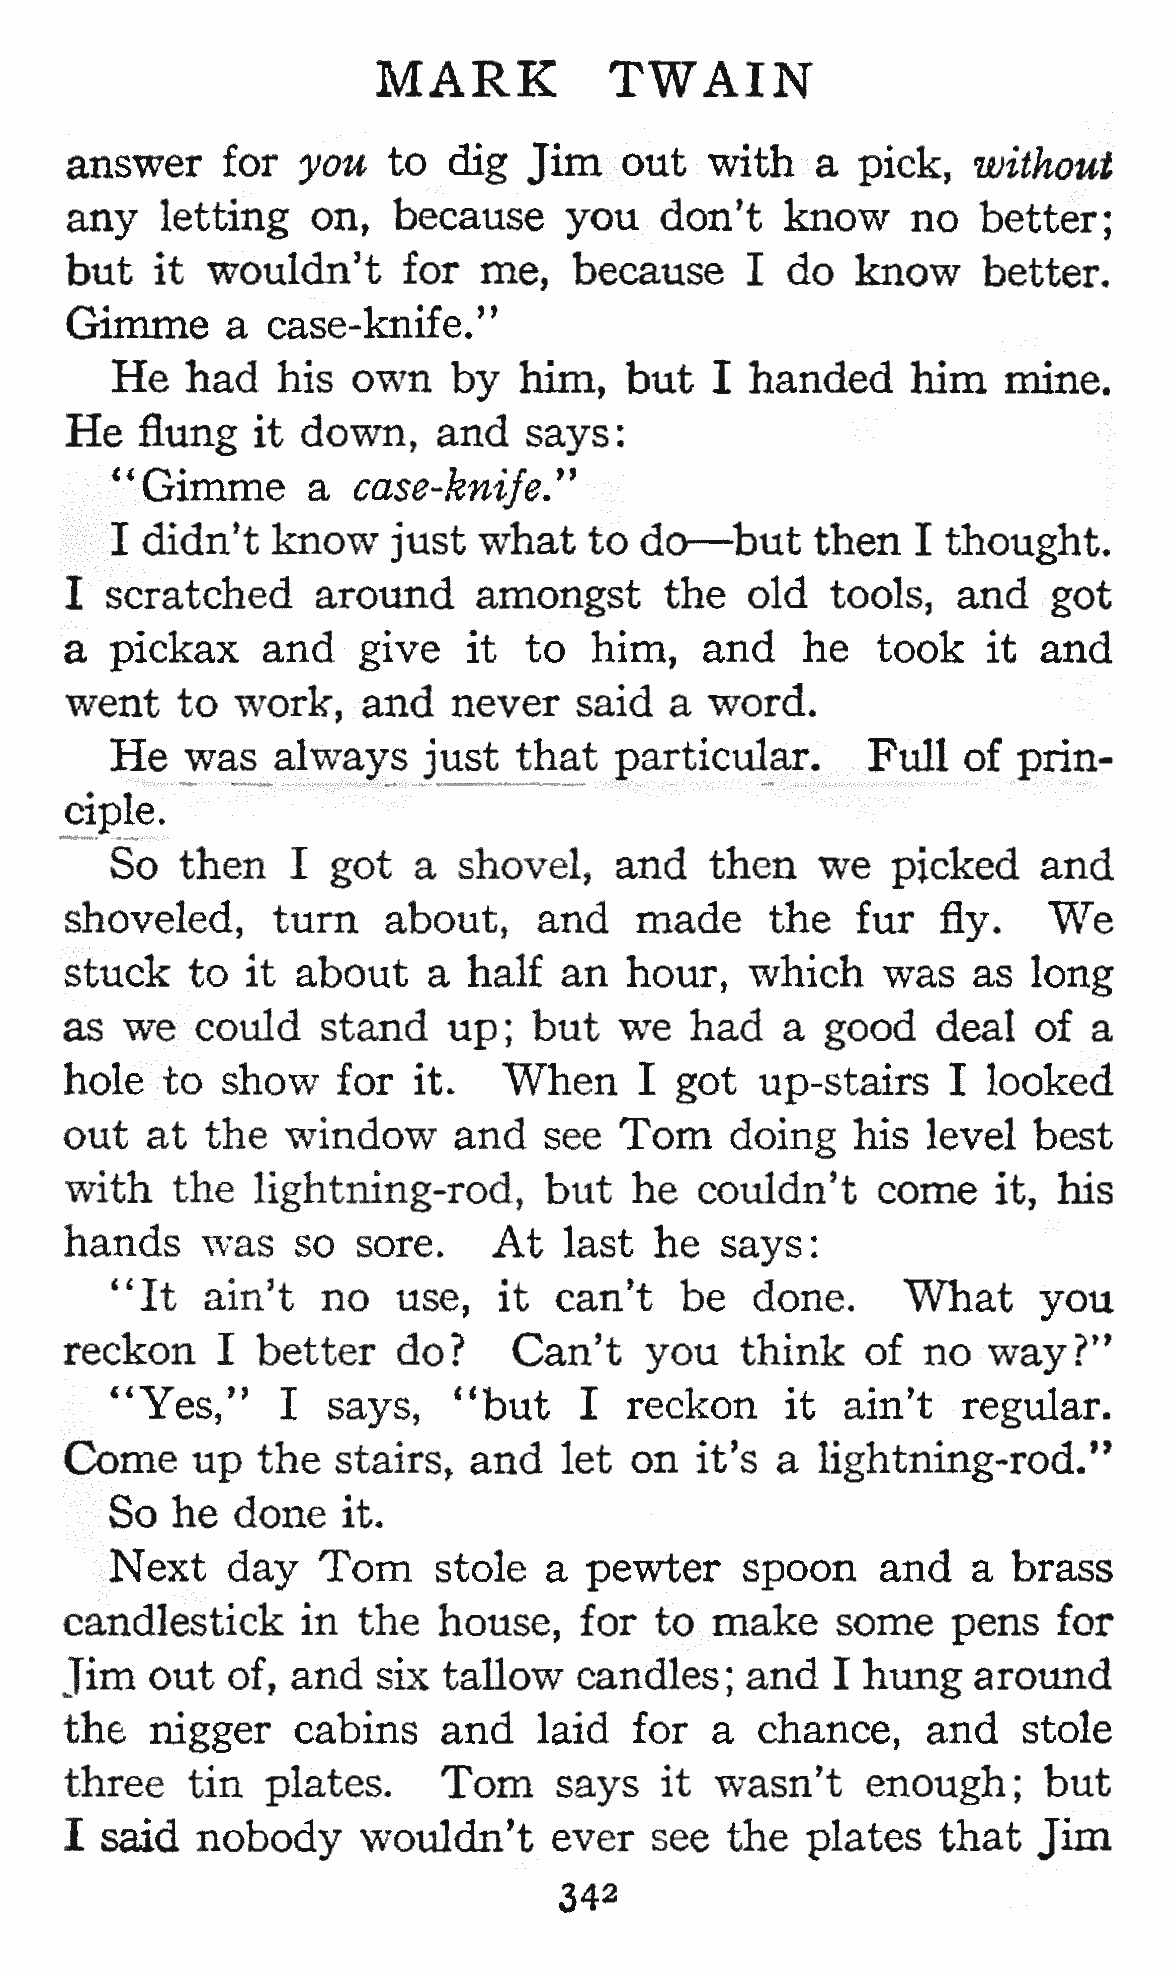 MARK TWAIN
answer for you to dig Jim out with a pick, without
any letting on, because you don't know no better;
but it wouldn't for me, because I do know better.
Gimme a case-knife."
He had his own by him, but I handed him mine.
He flung it down, and says:
"Gimme a case-knife."
I didn't know just what to do—but then I thought.
I scratched around amongst the old tools, and got
a pickax and give it to him, and he took it and
went to work, and never said a word.
He was always just that particular. Full of prin-
ciple.
So then I got a shovel, and then we picked and
shoveled, turn about, and made the fur fly. We
stuck to it about a half an hour, which was as long
as we could stand up; but we had a good deal of a
hole to show for it. When I got up-stairs I looked
out at the window and see Tom doing his level best
with the lightning-rod, but he couldn't come it, his
hands was so sore. At last he says:
"It ain't no use, it can't be done. What you
reckon I better do? Can't you think of no way?"
"Yes," I says, "but I reckon it ain't regular.
Come up the stairs, and let on it's a lightning-rod."
So he done it.
Next day Tom stole a pewter spoon and a brass
candlestick in the house, for to make some pens for
Jim out of, and six tallow candles; and I hung around
the nigger cabins and laid for a chance, and stole
three tin plates. Tom says it wasn't enough; but
I said nobody wouldn't ever see the plates that Jim
342